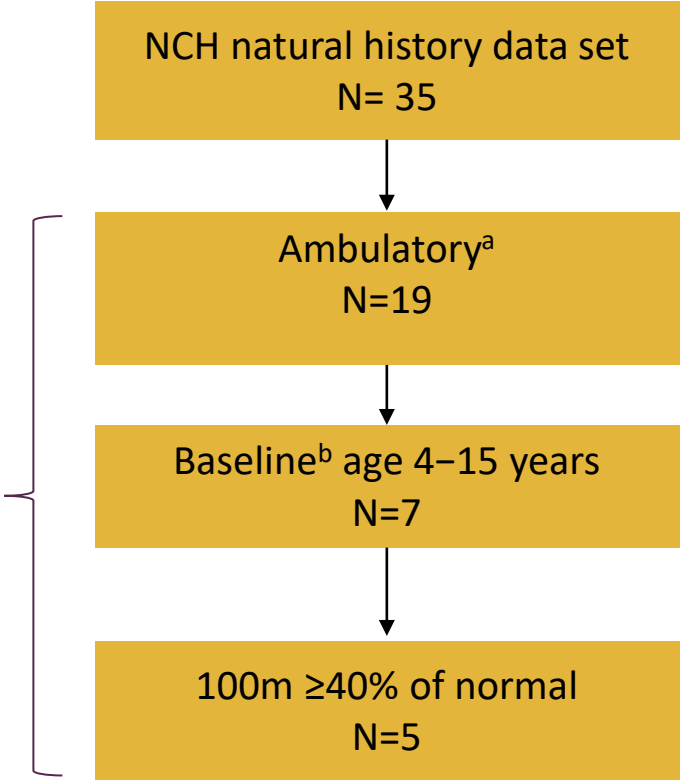 NCH natural history data set
N= 35
Ambulatoryᵃ
N=19
Baselineᵇ age 4−15 years
N=7
100m ≥40% of normal
N=5